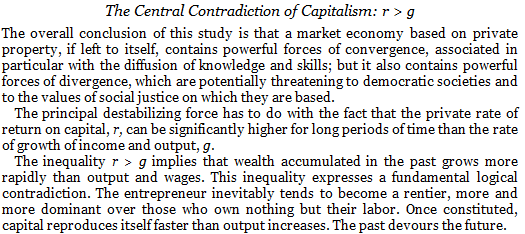 The Central Contradiction of Capitalism: r > g
The overall conclusion of this study is that a market economy based on private
property, if left to itself, contains powerful forces of convergence, associated in
particular with the diffusion of knowledge and skills; but it also contains powerful
forces of divergence, which are potentially threatening to democratic societies and
to the values of social justice on which they are based.
The principal destabilizing force has to do with the fact that the private rate of
return on capital, r, can be significantly higher for long periods of time than the rate
of growth of income and output, g.
The inequality r > g implies that wealth accumulated in the past grows more
rapidly than output and wages. This inequality expresses a fundamental logical
contradiction. The entrepreneur inevitably tends to become a rentier, more and
more dominant over those who own nothing but their labor. Once constituted,
capital reproduces itself faster than output increases. The past devours the future.